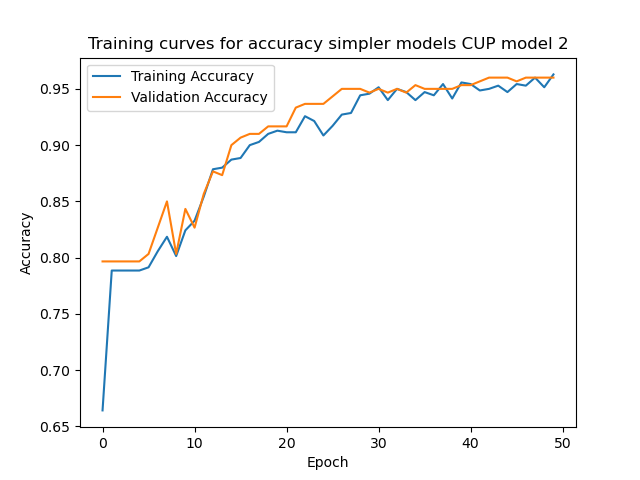 Training curves for accuracy simpler models CUP model 2
Training Accuracy
Validation Accuracy
Accuracy
0.95
0.90
0.85
0.80
0.75
0.70
0.65
0 10 20 30 40 50
Epoch